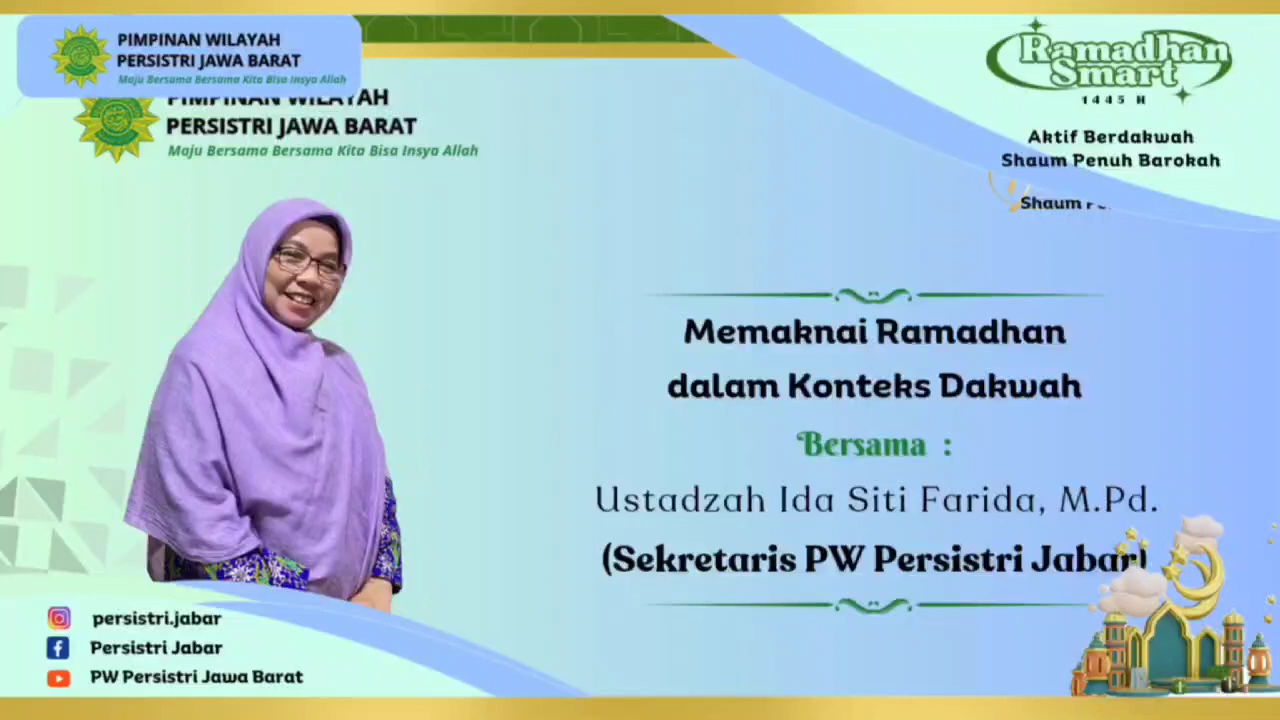 PIMPINAN WILAYAH
PERSISTRI JAWA BARAT
Maju Bersama Bersama Kita Bisa Insya Allah
PIMPINAN WILAYAH
PERSISTRI JAWA BARAT
Maju Bersama Bersama Kita Bisa Insya Allah
Ramadhan
Smart
1445 H
Aktif Berdakwah
Shaum Penuh Barokah
Shaum
Memaknai Ramadhan
dalam Konteks Dakwah
Bersama :
Ustadzah Ida Siti Farida, M.Pd.
(Sekretaris PW Persistri Jabar)
persistri.jabar
Persistri Jabar
PW Persistri Jawa Barat